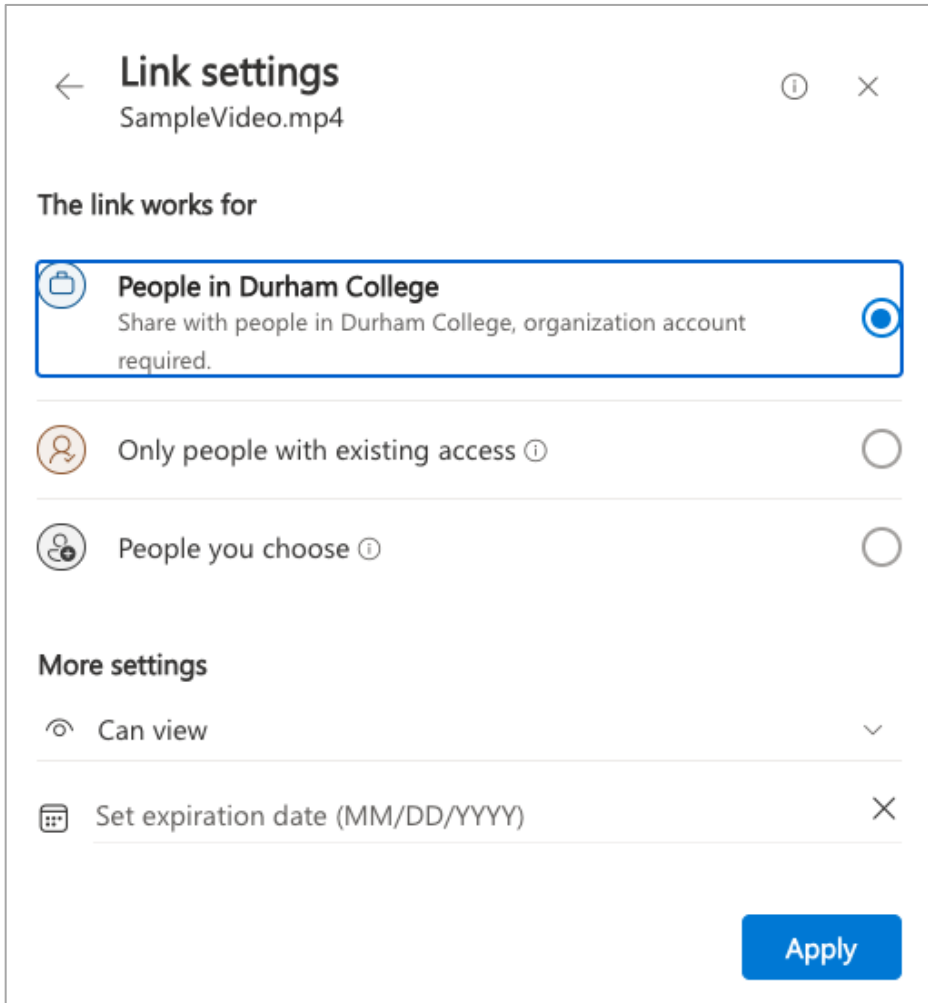 Link settings
SampleVideo.mp4
The link works for
People in Durham College
Share with people in Durham College, organization account
required.
Only people with existing access
People you choose
More settings
Can view
Set expiration date (MM/DD/YYYY)
Apply